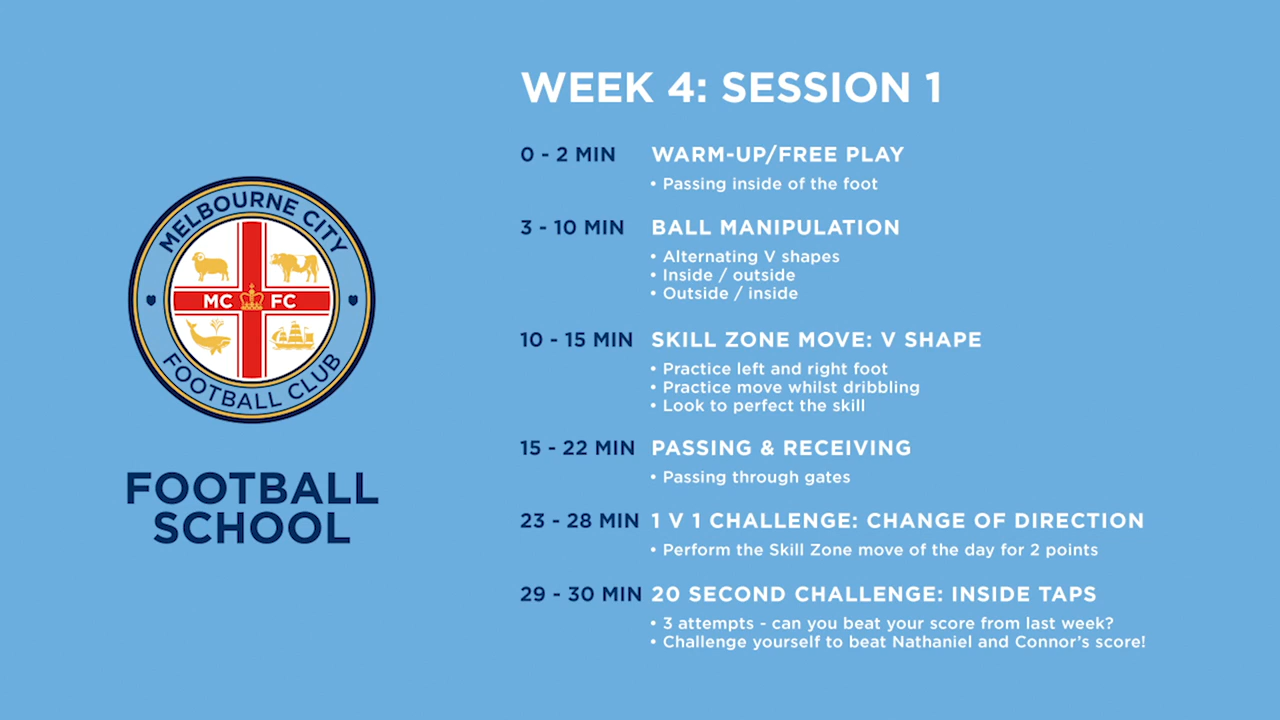 MELBOURNE CITY
MC FC
FOOTBALL CLUB
FOOTBALL
SCHOOL
WEEK 4: SESSION 1
0 - 2 MIN WARM-UP/FREE PLAY
• Passing inside of the foot
3 - 10 MIN BALL MANIPULATION
• Alternating V shapes
• Inside / outside
• Outside / inside
10 - 15 MIN SKILL ZONE MOVE: V SHAPE
• Practice left and right foot
• Practice move whilst dribbling
• Look to perfect the skill
15 - 22 MIN PASSING & RECEIVING
• Passing through gates
23 - 28 MIN 1 V 1 CHALLENGE: CHANGE OF DIRECTION
• Perform the Skill Zone move of the day for 2 points
29 - 30 MIN 20 SECOND CHALLENGE: INSIDE TAPS
• 3 attempts - can you beat your score from last week?
• Challenge yourself to beat Nathaniel and Connor's score!